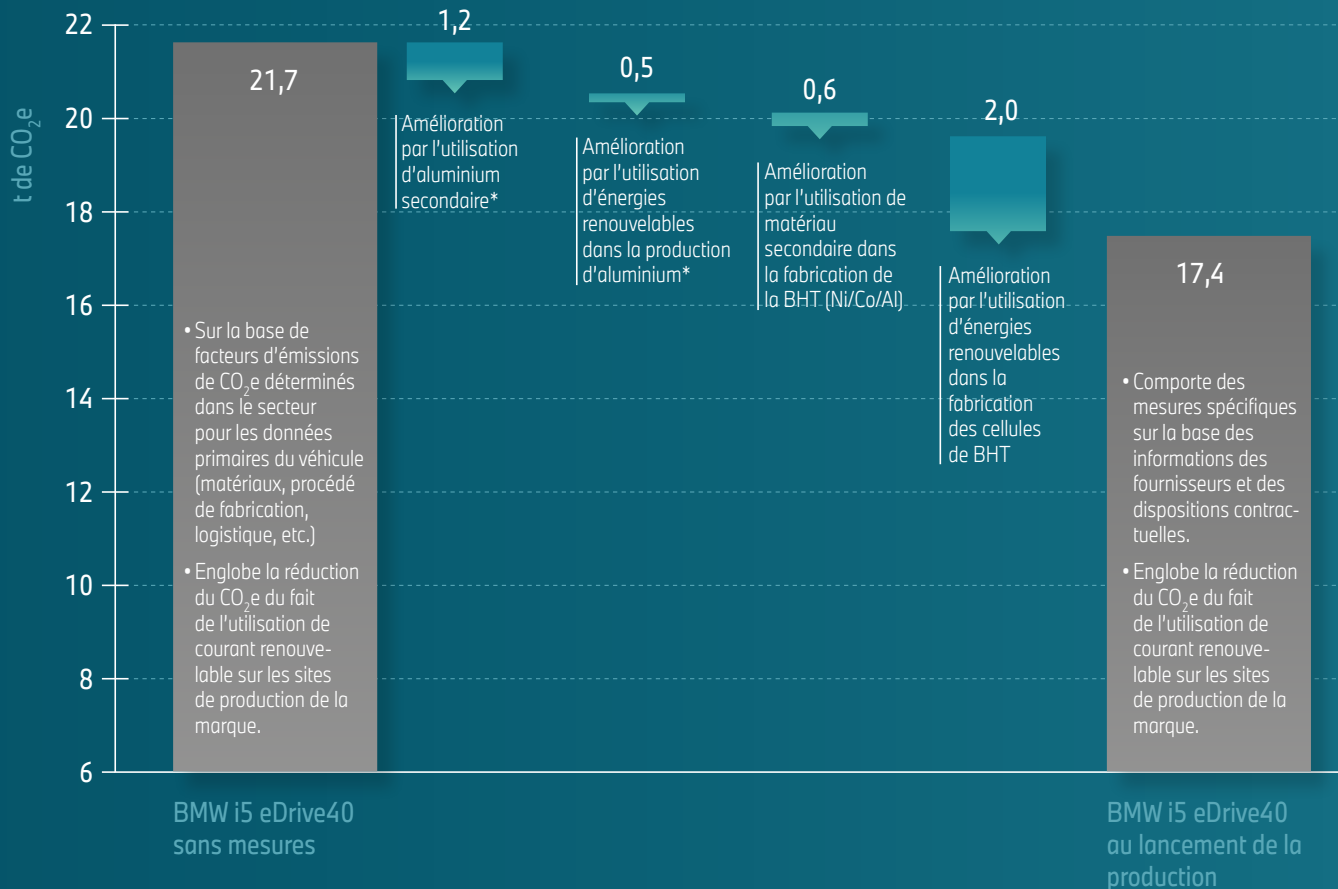 t de CO₂e
22
20
18
16
14
12
10
8
6
21,7
• Sur la base de
facteurs d'émissions
de CO₂e déterminés
dans le secteur
pour les données
primaires du véhicule
(matériaux, procédé
de fabrication,
logistique, etc.)
• Englobe la réduction
du CO₂e du fait
de l'utilisation de
courant renouve-
lable sur les sites
de production de la
marque.
BMW i5 eDrive40
sans mesures
1,2
Amélioration
par l'utilisation
d'aluminium
secondaire*
0,5
Amélioration
par l'utilisation
d'énergies
renouvelables
dans la production
d'aluminium*
0,6
Amélioration
par l'utilisation de
matériau
secondaire dans
la fabrication de
la BHT (Ni/Co/Al)
2,0
Amélioration
par l'utilisation
d'énergies
renouvelables
dans la
fabrication
des cellules
de BHT
17,4
• Comporte des
mesures spécifiques
sur la base des
informations des
fournisseurs et des
dispositions contrac-
tuelles.
• Englobe la réduction
du CO₂e du fait
de l'utilisation de
courant renouve-
lable sur les sites
de production de la
marque.
BMW i5 eDrive40
au lancement de la
production